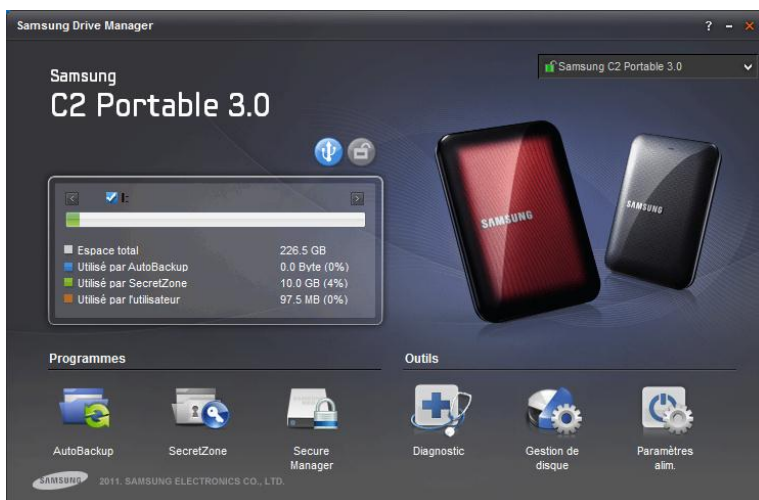 Samsung Drive Manager
?
Samsung C2 Portable 3.0
Samsung
C2 Portable 3.0
I:
Espace total 226.5 GB
Utilisé par AutoBackup 0.0 Byte (0%)
Utilisé par SecretZone 10.0 GB (4%)
Utilisé par l'utilisateur 97.5 MB (0%)
SAMSUNG
SAMSUNG
Programmes
Outils
AutoBackup
SecretZone
Secure
Manager
Diagnostic
Gestion de
disque
Paramètres
alim.
SAMSUNG 2011. SAMSUNG ELECTRONICS CO., LTD.